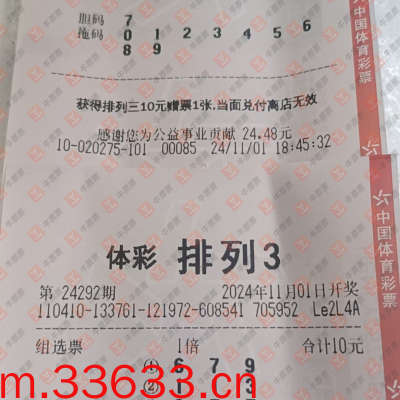 胆码 7
拖码 0 1 2 3 4 5 6
8 9
获得排列三10元赠票1张,当面兑付离店无效
感谢您为公益事业贡献 24.48元
10-020275-101 00085 24/11/01 18:45:32
中国体育彩票
体彩 排列3
中国体育彩票
第 24292期 2024年11月01日开奖
110410-133761-121972-608541 705952 Le2L4A
组选票 1倍 合计10元
① 6 7 9
m.33633.cn
② 3